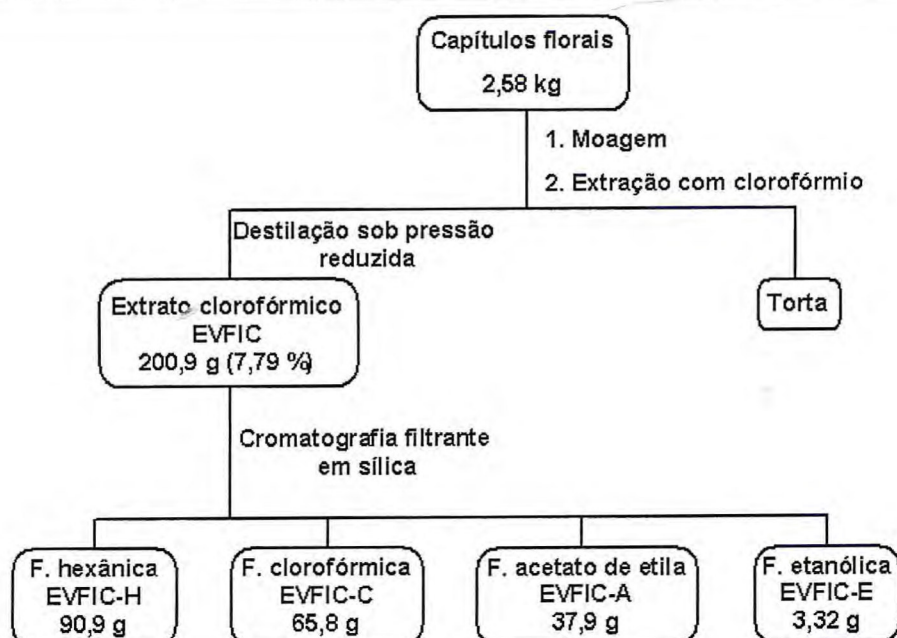 Capítulos florais
2,58 kg
1. Moagem
2. Extração com clorofórmio
Destilação sob pressão
reduzida
Extrato clorofórmico
EVFIC
200,9 g (7,79 %)
Torta
Cromatografia filtrante
em sílica
F. hexânica
EVFIC-H
90,9 g
F. clorofórmica
EVFIC-C
65,8 g
F. acetato de etila
EVFIC-A
37,9 g
F. etanólica
EVFIC-E
3,32 g